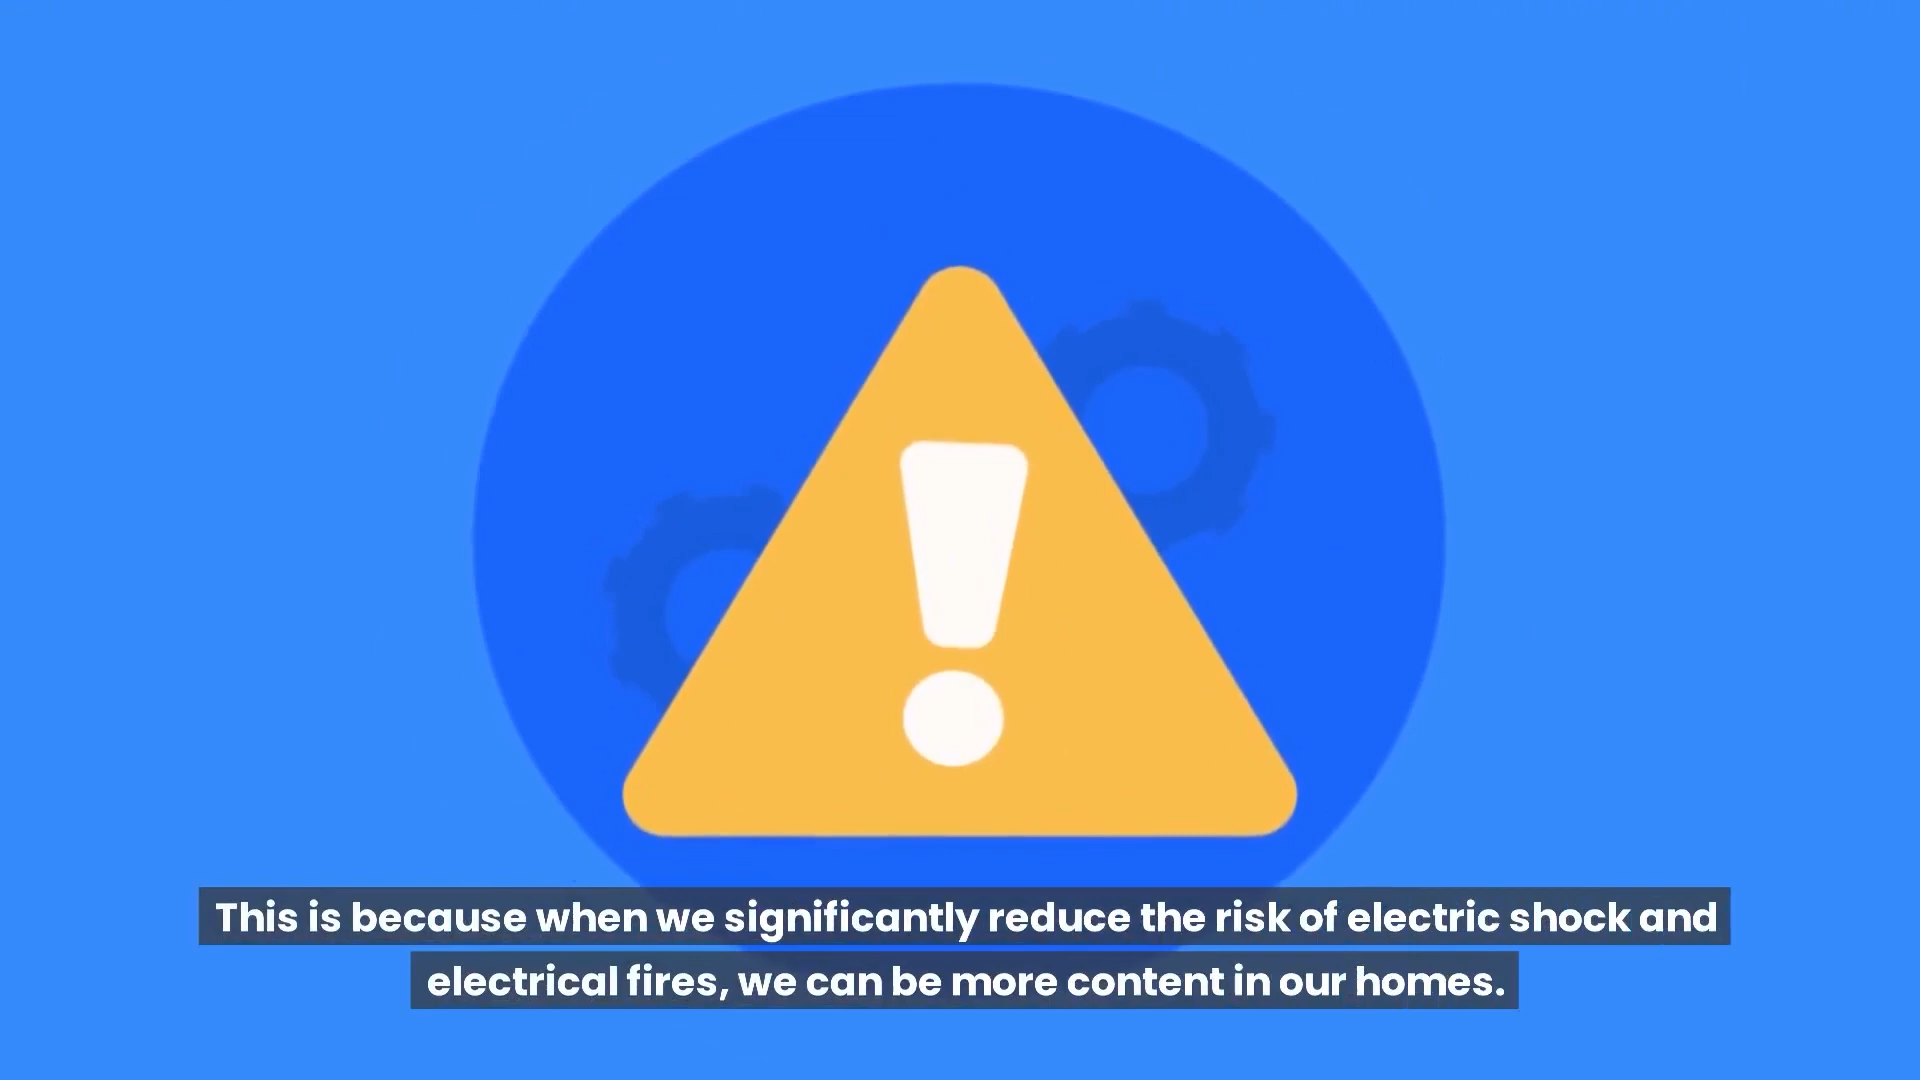 This is because when we significantly reduce the risk of electric shock and
electrical fires, we can be more content in our homes.